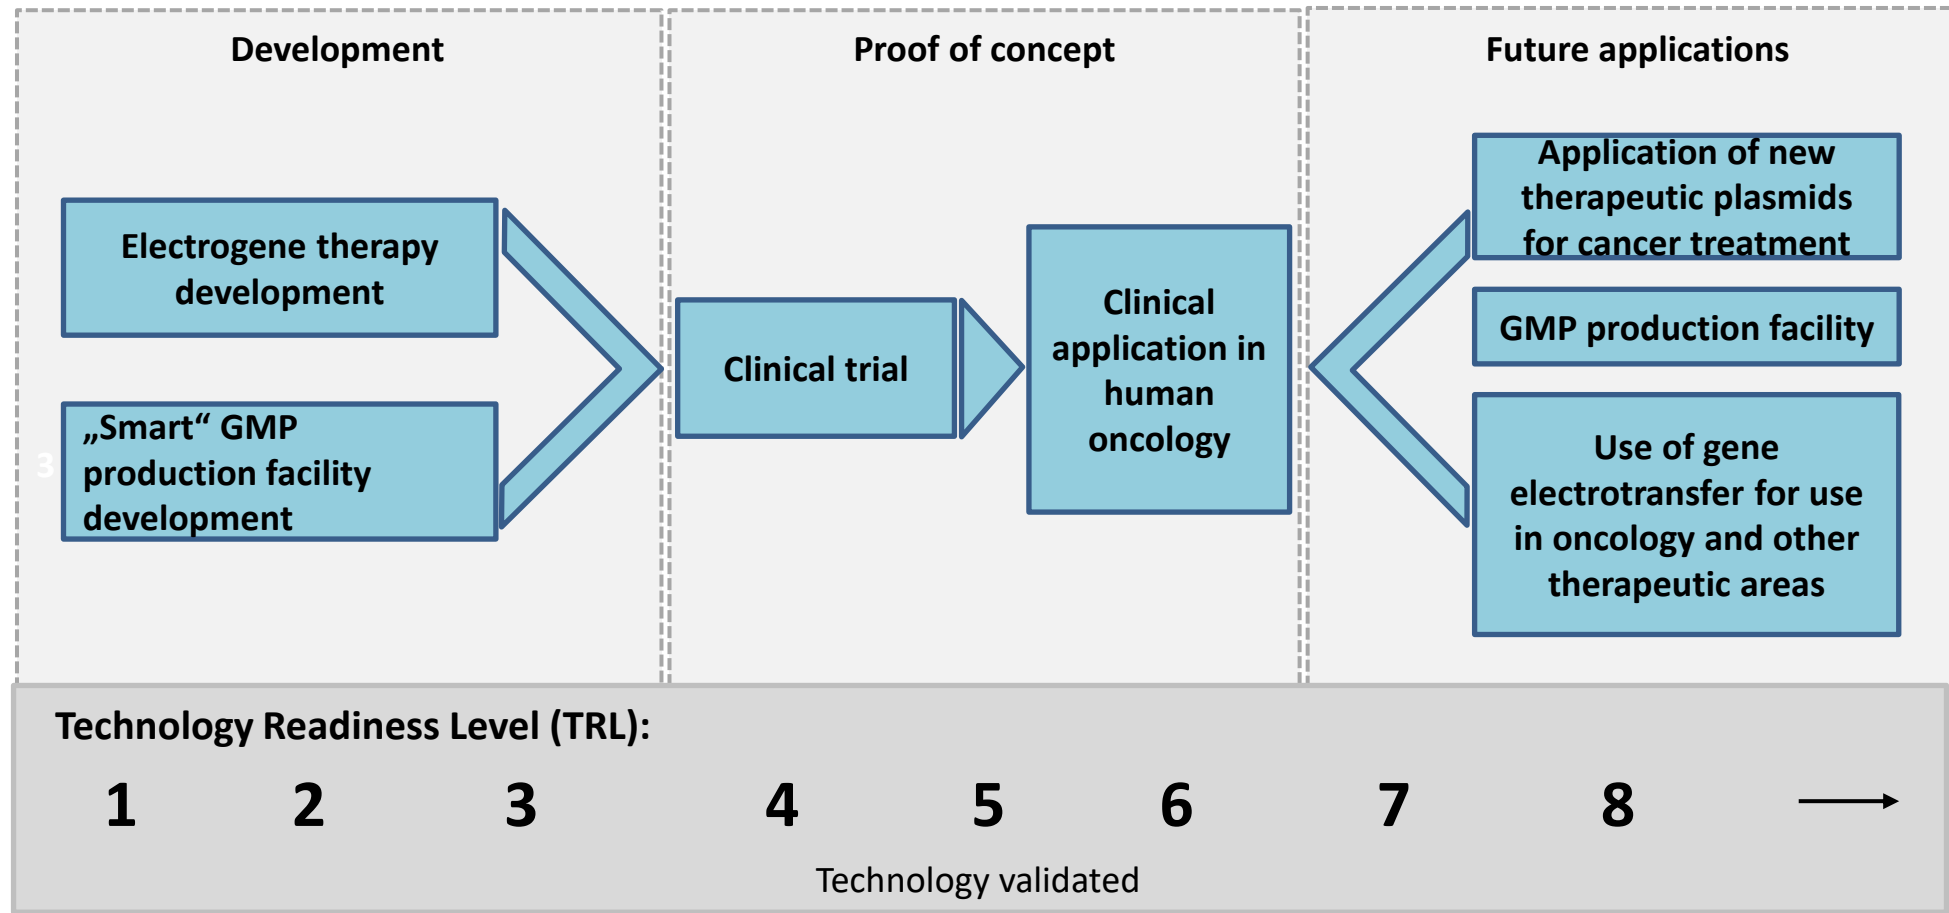 Development
Electrogene therapy
development
„Smart“ GMP
production facility
development
3
Proof of concept
Clinical trial
Clinical
application in
human
oncology
Future applications
Application of new
therapeutic plasmids
for cancer treatment
GMP production facility
Use of gene
electrotransfer for use
in oncology and other
therapeutic areas
Technology Readiness Level (TRL):
1 2 3 4 5 6 7 8
Technology validated